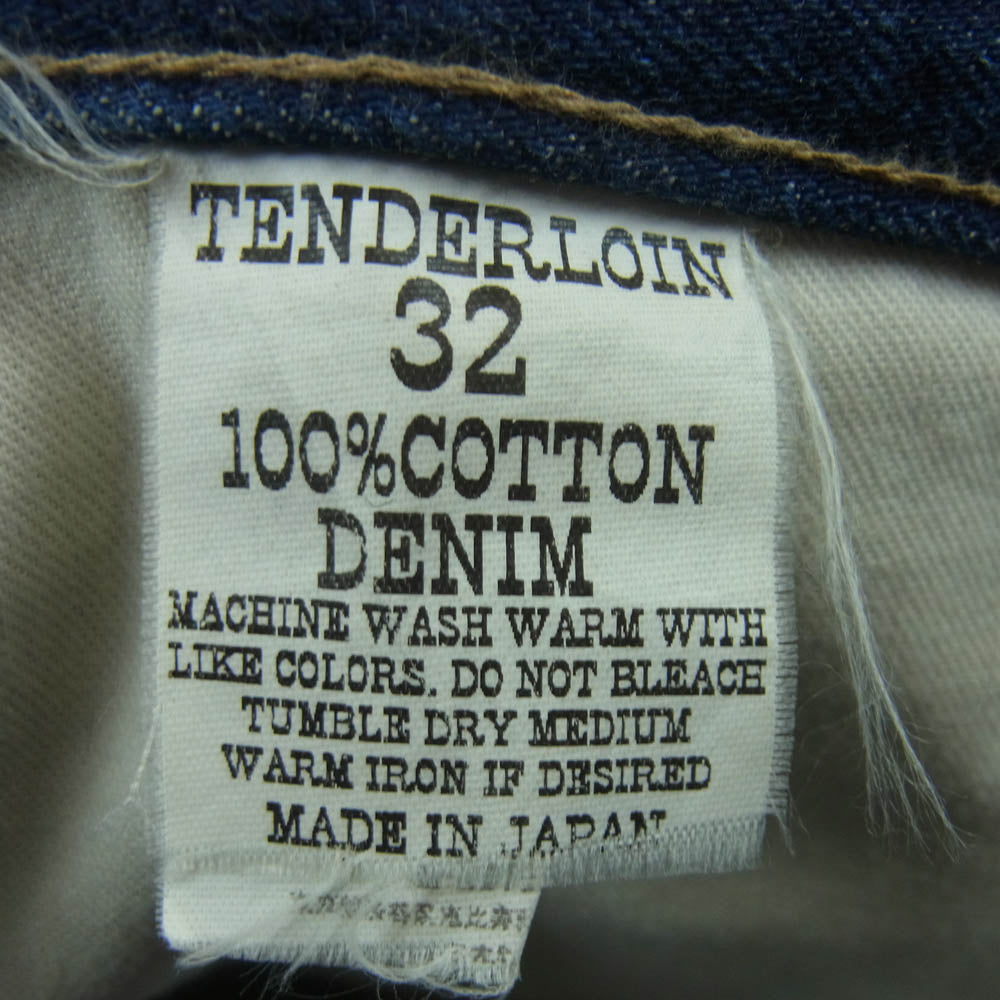 TENDERLOIN
32
100%COTTON
DENIM
MACHINE WASH WARM WITH
LIKE COLORS. DO NOT BLEACH
TUMBLE DRY MEDIUM
WARM IRON IF DESIRED
MADE IN JAPAN